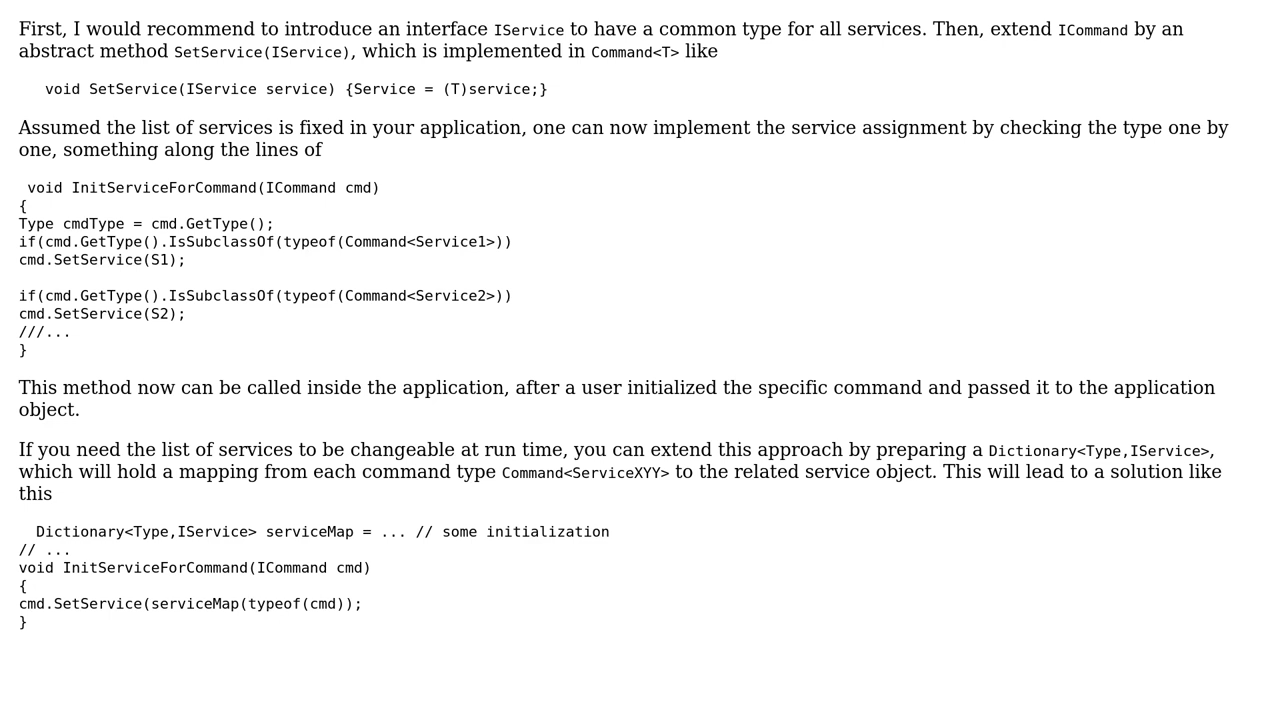 First, I would recommend to introduce an interface IService to have a common type for all services. Then, extend ICommand by an
abstract method SetService(IService), which is implemented in Command<T> like
void SetService(IService service) {Service = (T)service;}
Assumed the list of services is fixed in your application, one can now implement the service assignment by checking the type one by
one, something along the lines of
void InitServiceForCommand(ICommand cmd)
{
Type cmdType = cmd.GetType();
if(cmd.GetType().IsSubclassOf(typeof(Command<Service1>))
cmd.SetService(S1);
if(cmd.GetType().IsSubclassOf(typeof(Command<Service2>))
cmd.SetService(S2);
///...
}
This method now can be called inside the application, after a user initialized the specific command and passed it to the application
object.
If you need the list of services to be changeable at run time, you can extend this approach by preparing a Dictionary<Type,IService>,
which will hold a mapping from each command type Command<ServiceXYY> to the related service object. This will lead to a solution like
this
Dictionary<Type,IService> serviceMap = ... // some initialization
// ...
void InitServiceForCommand(ICommand cmd)
{
cmd.SetService(serviceMap(typeof(cmd));
}